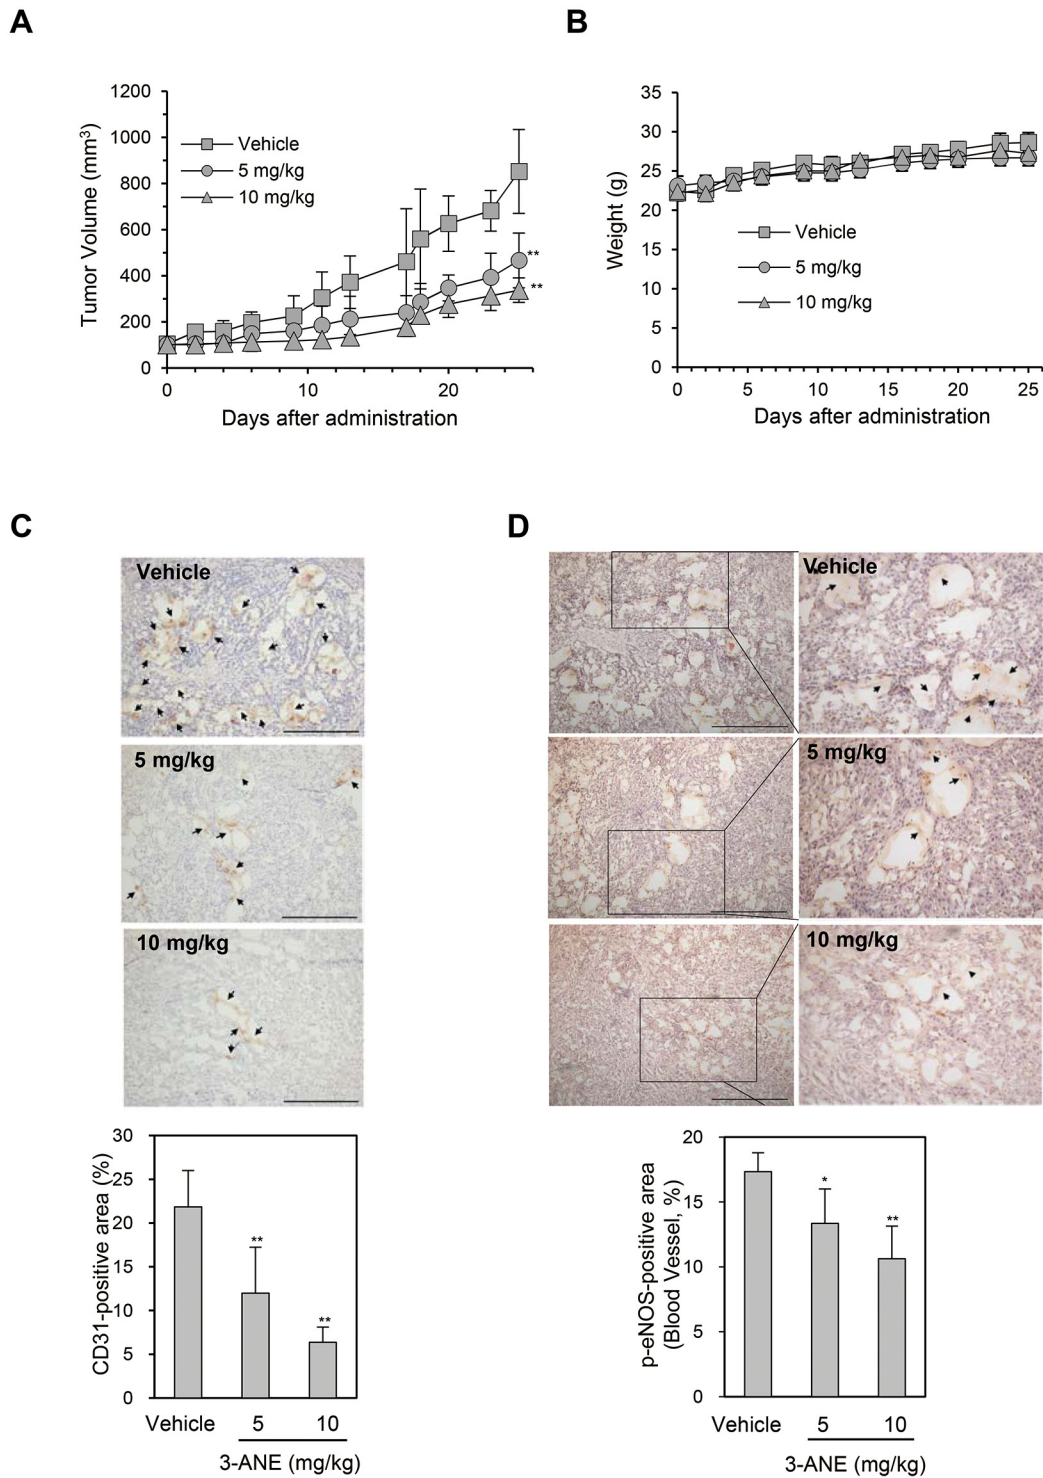 A
B
1200
1000
800
600
400
200
0
Tumor Volume (mm³)
Vehicle
5 mg/kg
10 mg/kg
**
**
0
10
20
Days after administration
35
30
25
20
15
10
5
0
Weight (g)
Vehicle
5 mg/kg
10 mg/kg
0
5
10
15
20
25
Days after administration
C
D
Vehicle
5 mg/kg
10 mg/kg
Vehicle
5 mg/kg
10 mg/kg
30
25
20
15
10
5
0
CD31-positive area (%)
**
**
Vehicle
5
10
3-ANE (mg/kg)
20
15
10
5
0
p-eNOS-positive area
(Blood Vessel, %)
*
**
Vehicle
5
10
3-ANE (mg/kg)